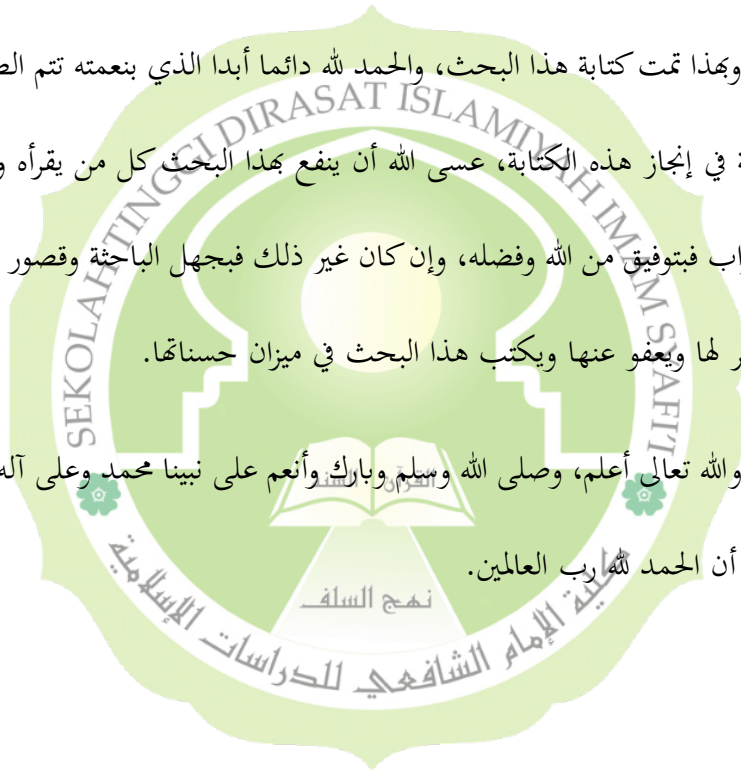 وبهذا تمت كتابة هذا البحث، والحمد لله دائما أبدا الذي بنعمته تتم
في إنجاز هذه الكتابة، عسى الله أن ينفع بهذا البحث كل من يقرأه
فبتوفيق من الله وفضله، وإن كان غير ذلك فبجهل الباحثة وقصور
لها ويعفو عنها ويكتب هذا البحث في ميزان حسناتها.
والله تعالى أعلم، وصلى الله وسلم وبارك وأنعم على نبينا محمد وعلى آله
أن الحمد لله رب العالمين.
SEKOLAH TINGGI DIRASAT ISLAMIYAH IMAM SYAFI'I
القرآن السنة
نهج السلف
كلية الإمام الشافعي للدراسات الإسلامية